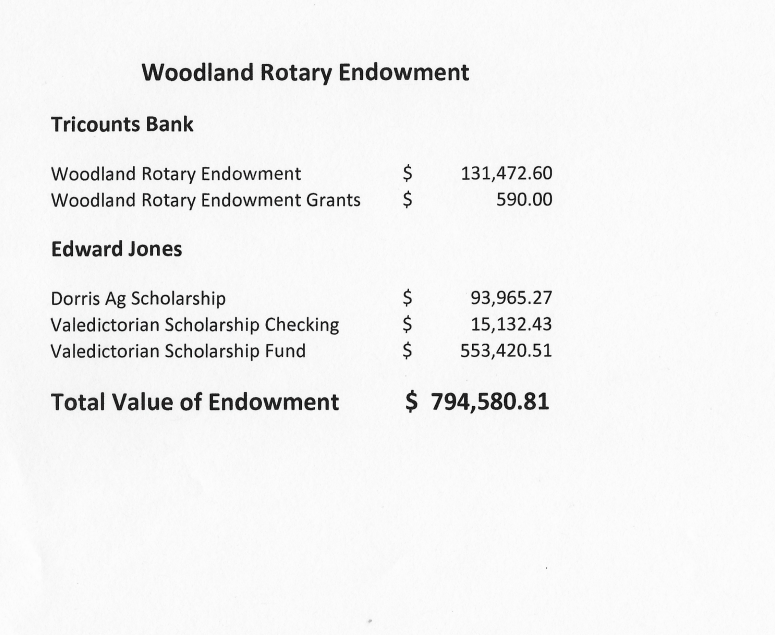 Woodland Rotary Endowment
Tricounts Bank
Woodland Rotary Endowment $ 131,472.60
Woodland Rotary Endowment Grants $ 590.00
Edward Jones
Dorris Ag Scholarship $ 93,965.27
Valedictorian Scholarship Checking $ 15,132.43
Valedictorian Scholarship Fund $ 553,420.51
Total Value of Endowment $ 794,580.81